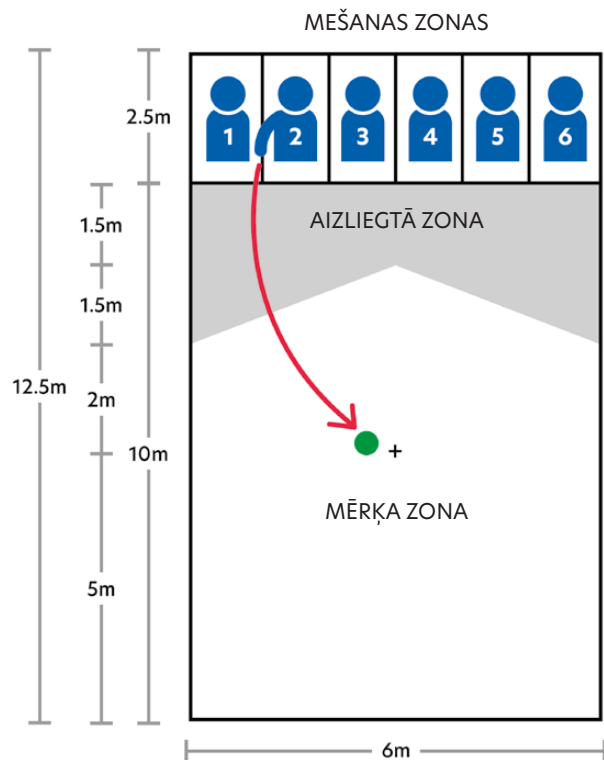 MEŠANAS ZONAS
1 2 3 4 5 6
2.5m
AIZLIEGTĀ ZONA
1.5m
1.5m
12.5m
2m
10m
+
MĒRĶA ZONA
5m
6m